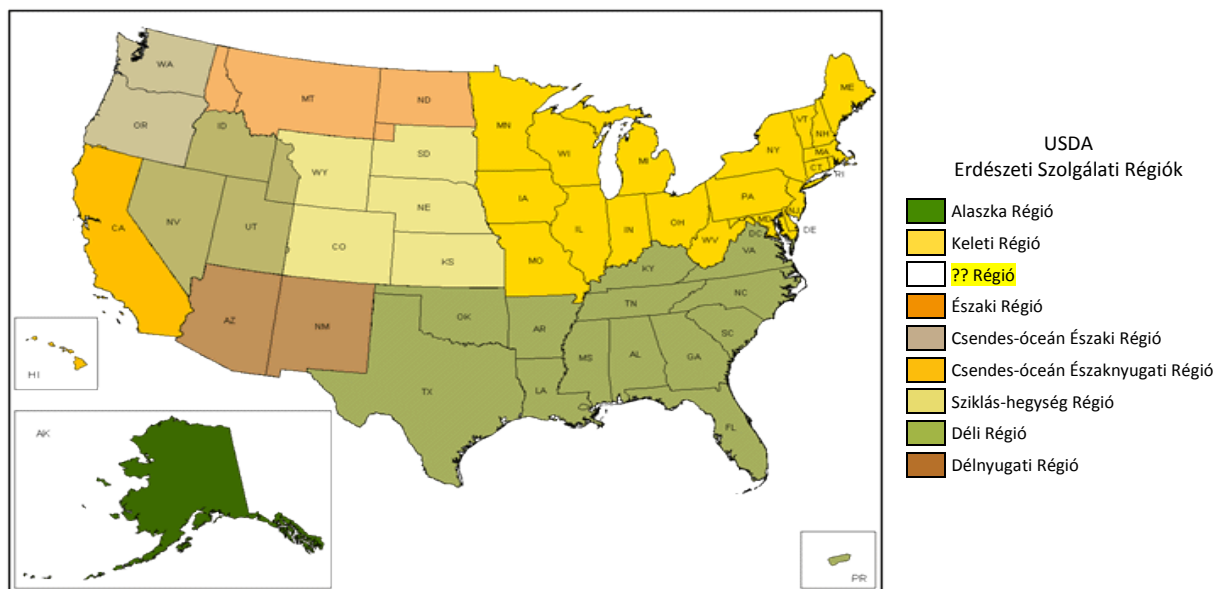 WA
MT
ND
OR
ID
MN
WI
MI
ME
VT
NH
NY
MA
CT
RI
SD
WY
NE
IA
PA
NJ
IL
IN
OH
MD
DE
DC
WV
VA
NV
UT
CA
CO
KS
MO
KY
NC
TN
AZ
NM
OK
AR
SC
MS
AL
GA
TX
LA
FL
HI
AK
PR
USDA
Erdészeti Szolgálati Régiók
Alaszka Régió
Keleti Régió
?? Régió
Északi Régió
Csendes-óceán Északi Régió
Csendes-óceán Északnyugati Régió
Sziklás-hegység Régió
Déli Régió
Délnyugati Régió